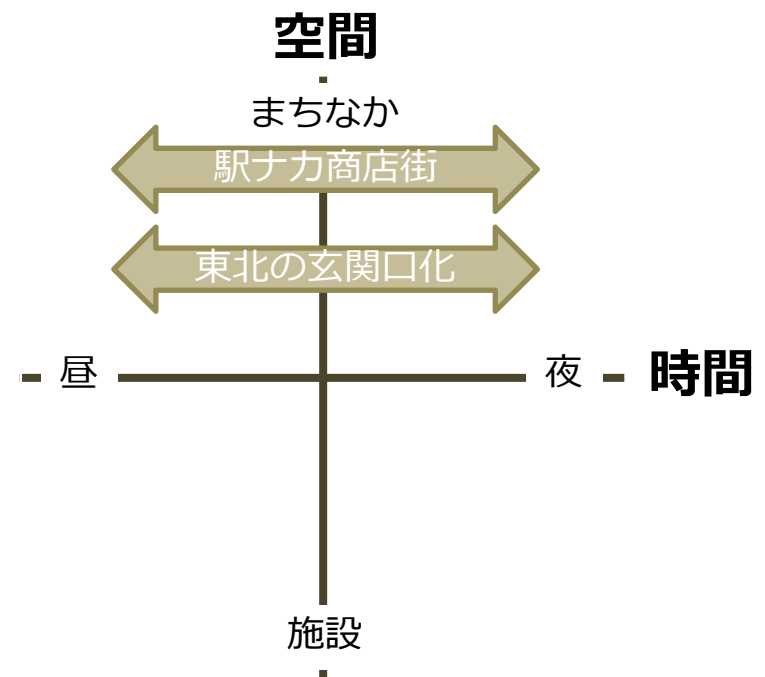 空間
まちなか
駅ナカ商店街
東北の玄関口化
昼
夜
時間
施設